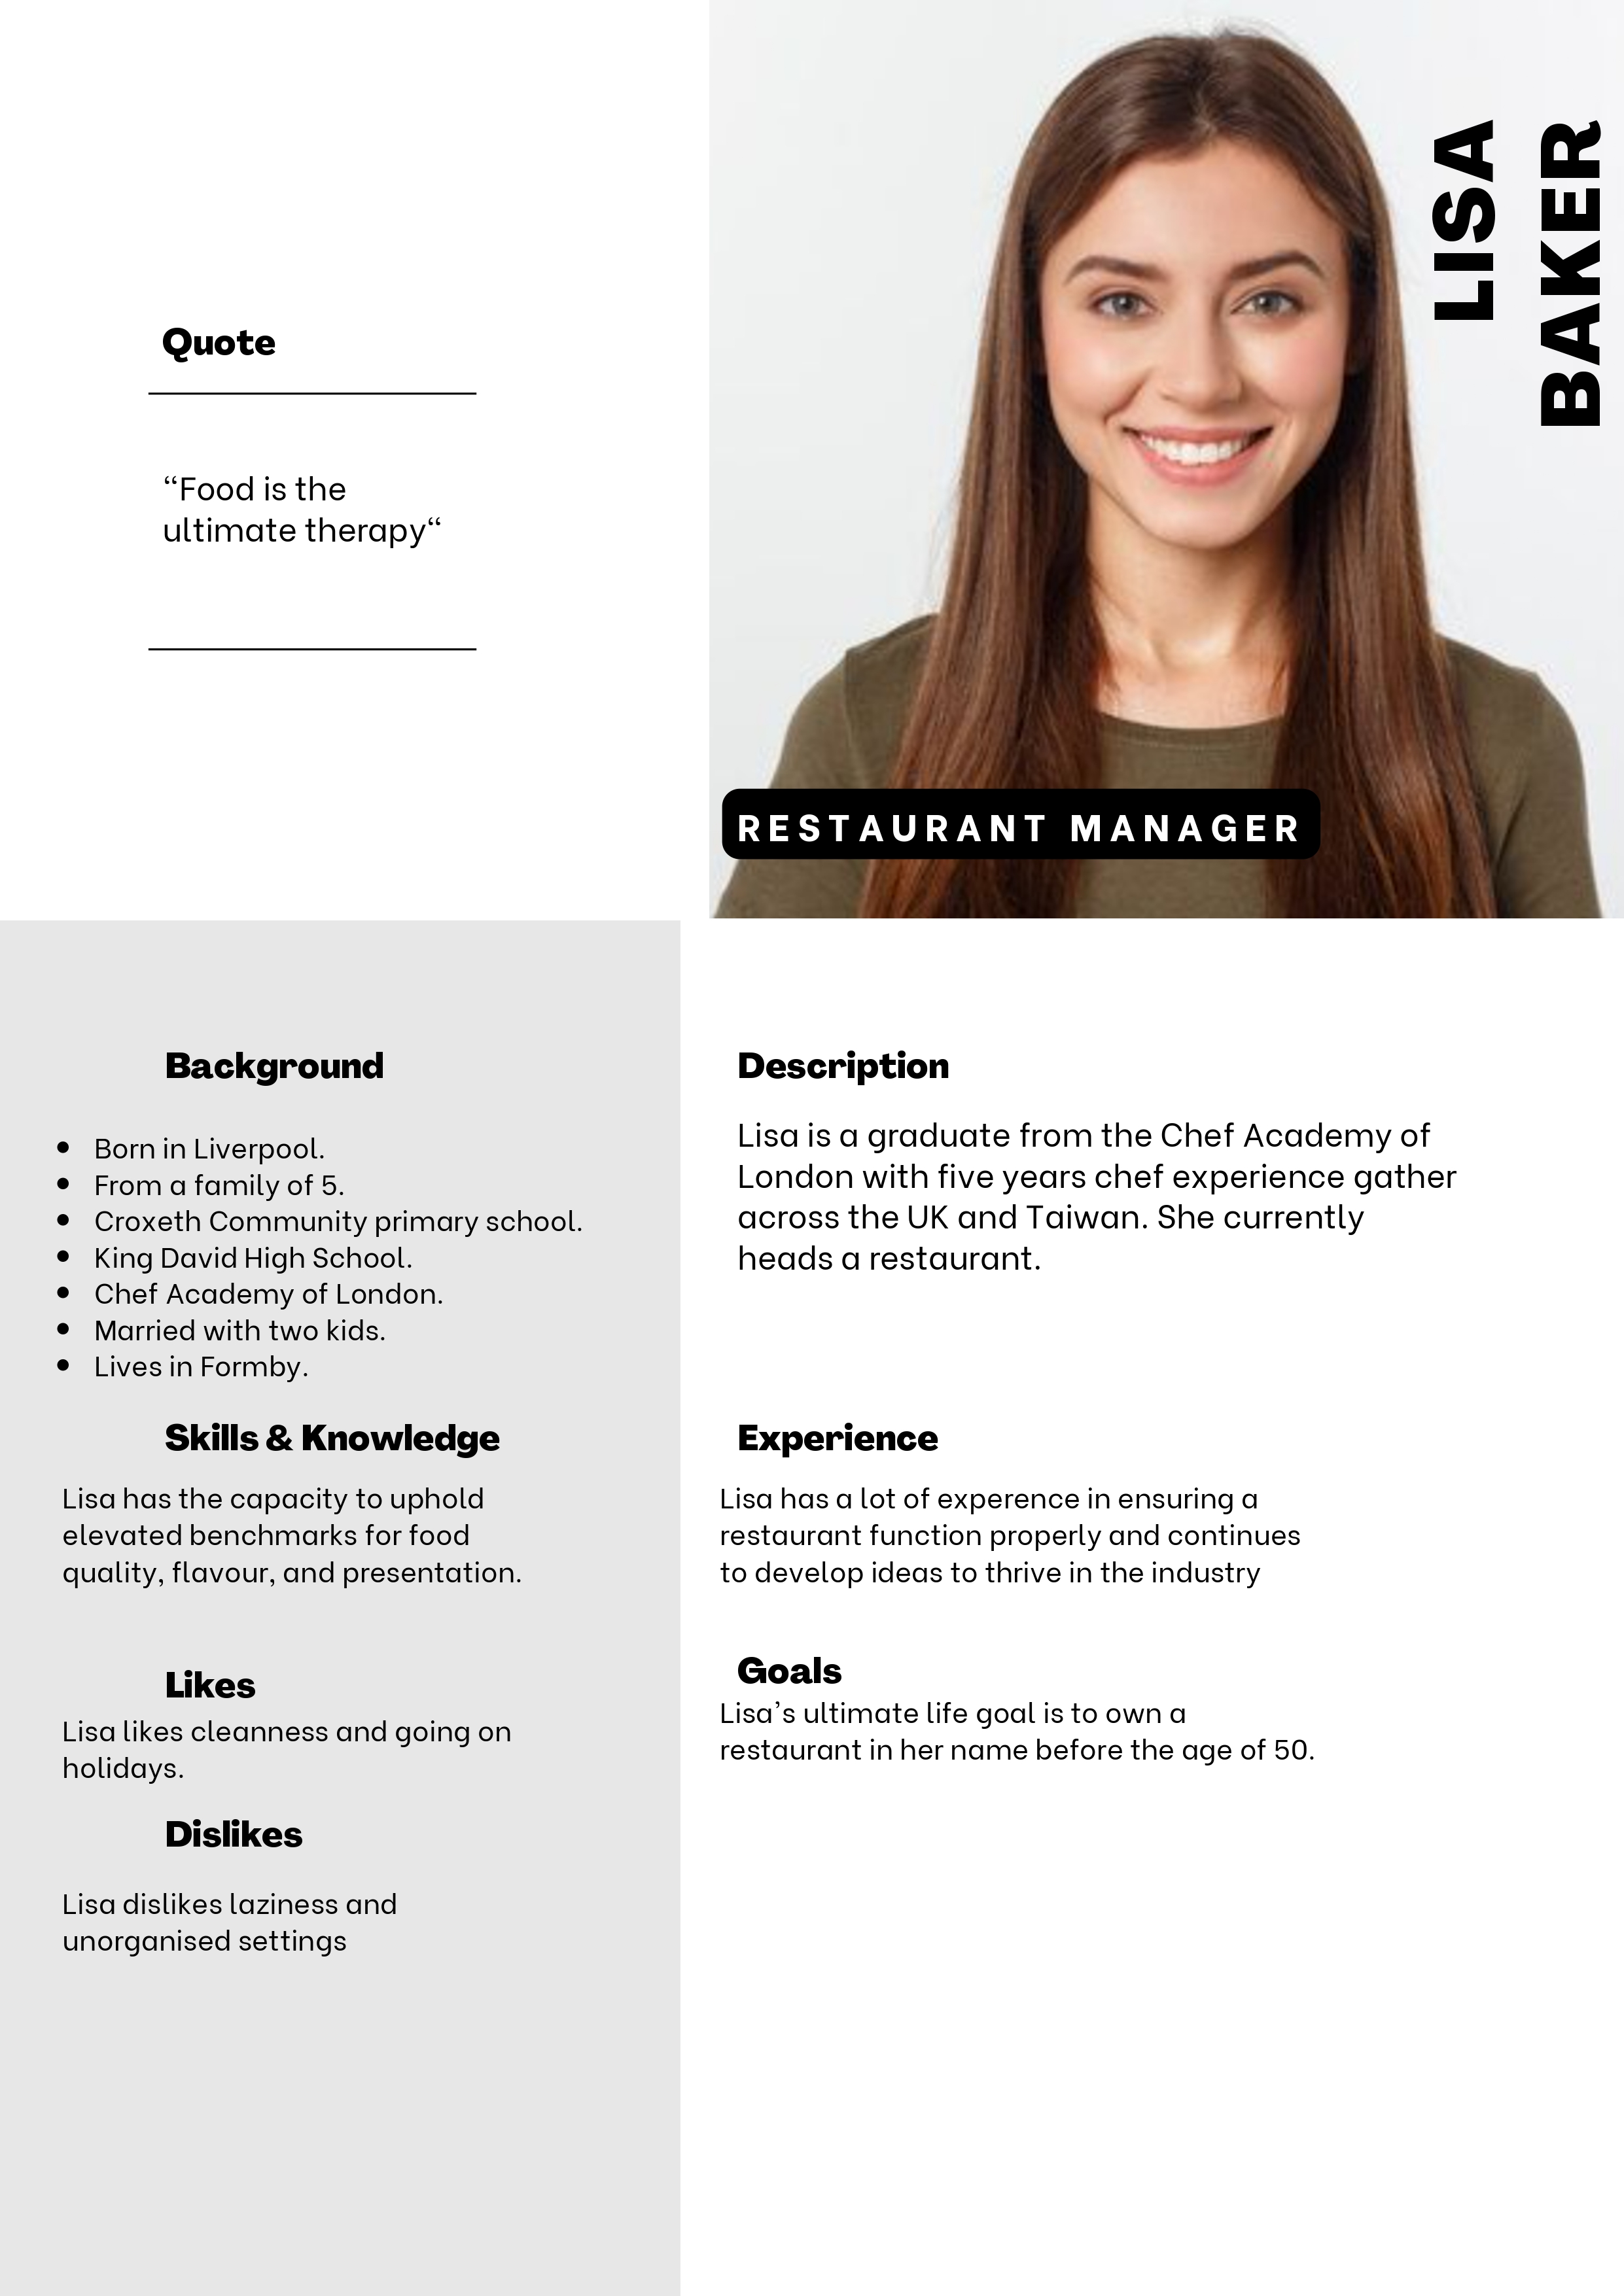 LISA
BAKER
Quote
“Food is the
ultimate therapy“
RESTAURANT MANAGER
Background
Born in Liverpool.
From a family of 5.
Croxeth Community primary school.
King David High School.
Chef Academy of London.
Married with two kids.
Lives in Formby.
Skills & Knowledge
Lisa has the capacity to uphold
elevated benchmarks for food
quality, flavour, and presentation.
Likes
Lisa likes cleanness and going on
holidays.
Dislikes
Lisa dislikes laziness and
unorganised settings
Description
Lisa is a graduate from the Chef Academy of
London with five years chef experience gather
across the UK and Taiwan. She currently
heads a restaurant.
Experience
Lisa has a lot of experence in ensuring a
restaurant function properly and continues
to develop ideas to thrive in the industry
Goals
Lisa’s ultimate life goal is to own a
restaurant in her name before the age of 50.